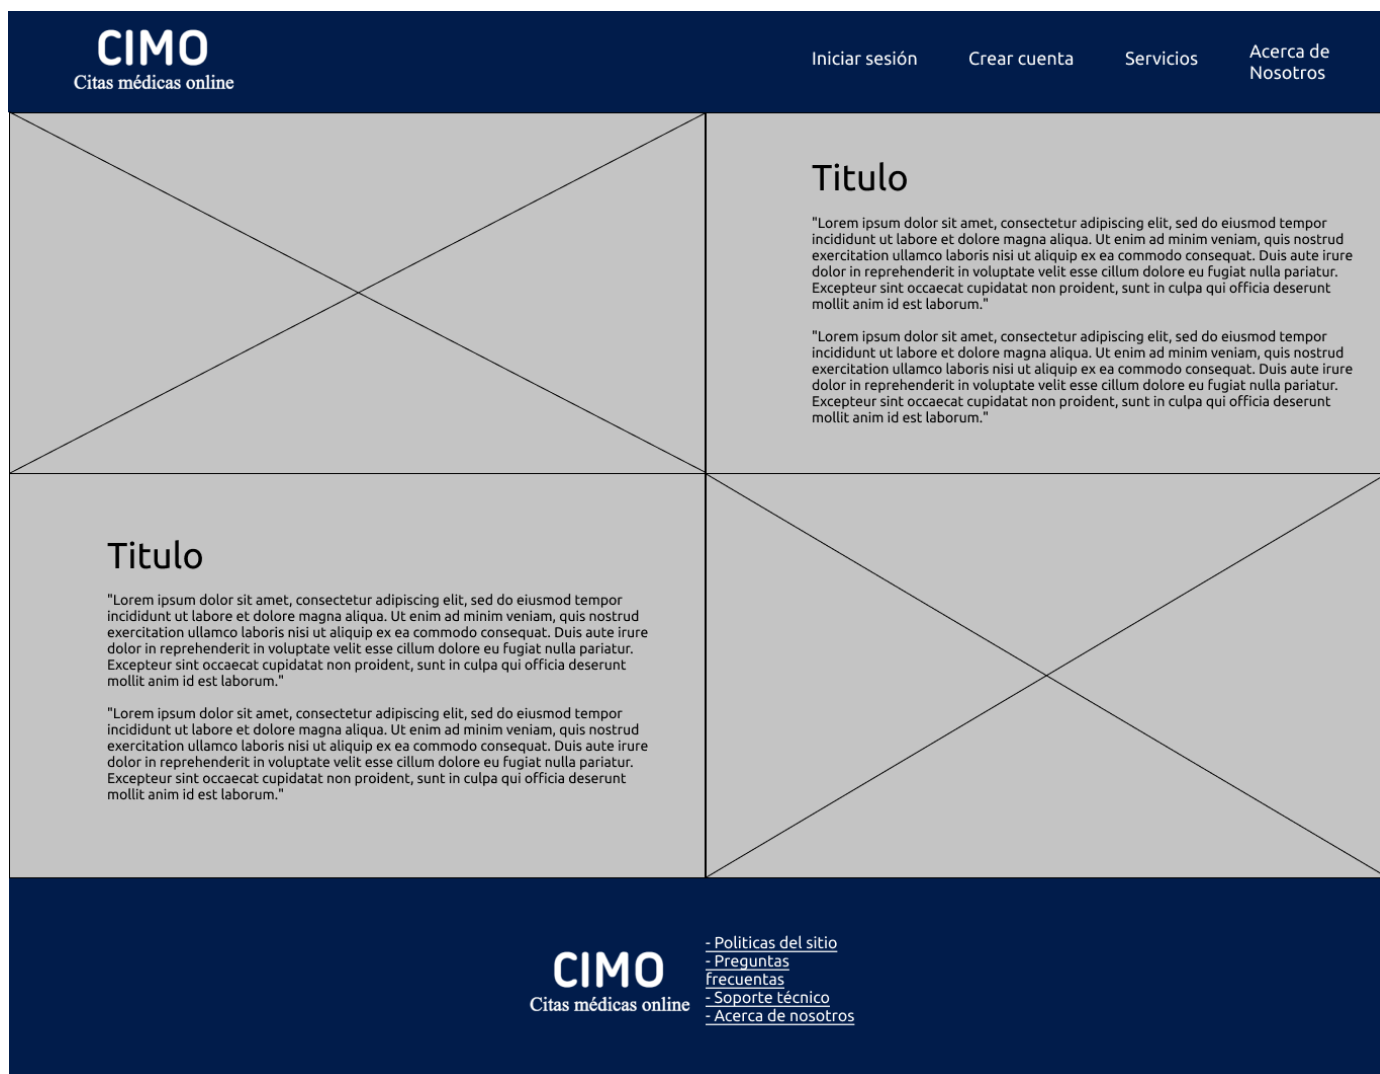 CIMO
Citas médicas online
Iniciar sesión
Crear cuenta
Servicios
Acerca de
Nosotros
Titulo
"Lorem ipsum dolor sit amet, consectetur adipiscing elit, sed do eiusmod tempor
incididunt ut labore et dolore magna aliqua. Ut enim ad minim veniam, quis nostrud
exercitation ullamco laboris nisi ut aliquip ex ea commodo consequat. Duis aute irure
dolor in reprehenderit in voluptate velit esse cillum dolore eu fugiat nulla pariatur.
Excepteur sint occaecat cupidatat non proident, sunt in culpa qui officia deserunt
mollit anim id est laborum."
"Lorem ipsum dolor sit amet, consectetur adipiscing elit, sed do eiusmod tempor
incididunt ut labore et dolore magna aliqua. Ut enim ad minim veniam, quis nostrud
exercitation ullamco laboris nisi ut aliquip ex ea commodo consequat. Duis aute irure
dolor in reprehenderit in voluptate velit esse cillum dolore eu fugiat nulla pariatur.
Excepteur sint occaecat cupidatat non proident, sunt in culpa qui officia deserunt
mollit anim id est laborum."
Titulo
"Lorem ipsum dolor sit amet, consectetur adipiscing elit, sed do eiusmod tempor
incididunt ut labore et dolore magna aliqua. Ut enim ad minim veniam, quis nostrud
exercitation ullamco laboris nisi ut aliquip ex ea commodo consequat. Duis aute irure
dolor in reprehenderit in voluptate velit esse cillum dolore eu fugiat nulla pariatur.
Excepteur sint occaecat cupidatat non proident, sunt in culpa qui officia deserunt
mollit anim id est laborum."
"Lorem ipsum dolor sit amet, consectetur adipiscing elit, sed do eiusmod tempor
incididunt ut labore et dolore magna aliqua. Ut enim ad minim veniam, quis nostrud
exercitation ullamco laboris nisi ut aliquip ex ea commodo consequat. Duis aute irure
dolor in reprehenderit in voluptate velit esse cillum dolore eu fugiat nulla pariatur.
Excepteur sint occaecat cupidatat non proident, sunt in culpa qui officia deserunt
mollit anim id est laborum."
CIMO
Citas médicas online
- Politicas del sitio
- Preguntas
frecuentas
- Soporte técnico
- Acerca de nosotros